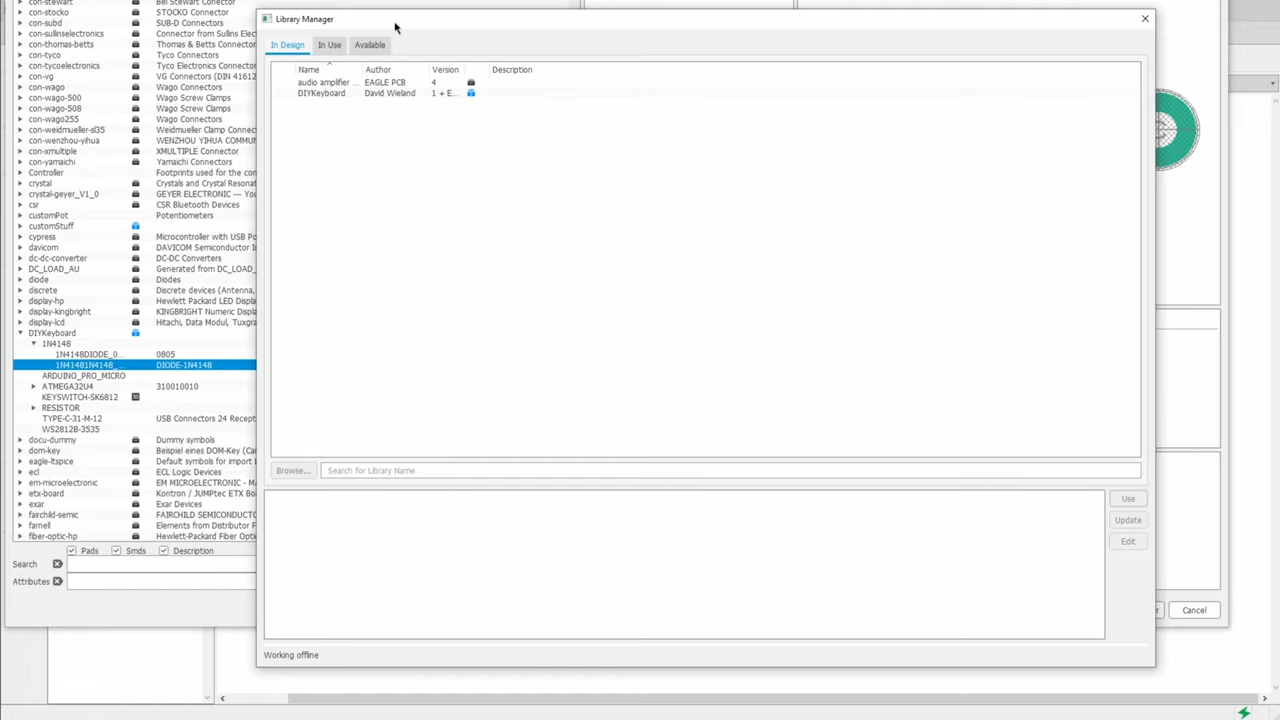 con-stewart Bel Stewart Connector
con-stocko STOCKO Connector
con-subd SUB-D Connectors
con-sullinselectronics Connector from Sullins Elec
con-thomas-betts Thomas & Betts Connector
con-tyco Tyco Connectors
con-tycoelectronics Tyco Electronics Connector
con-vg VG Connectors (DIN 41612
con-wago Wago Connectors
con-wago-500 Wago Screw Clamps
con-wago-508 Wago Screw Clamps
con-wago255 Wago Connectors
con-weidmueller-sl35 Weidmueller Clamp Connec
con-wenzhou-yihua WENZHOU YIHUA COMMUN
con-xmultiple XMULTIPLE Connector
con-yamaichi Yamaichi Connectors
Controller Footprints used for the con
crystal Crystals and Crystal Resonat
crystal-geyer_V1_0 GEYER ELECTRONIC --- You
csr CSR Bluetooth Devices
customPot Potentiometers
customStuff
cypress Microcontroller with USB Po
davicom DAVICOM Semiconductor I
dc-dc-converter DC-DC Converters
DC_LOAD_AU Generated from DC_LOAD_
diode Diodes
discrete Discrete devices (Antenna,
display-hp Hewlett Packard LED Displa
display-kingbright KINGBRIGHT Numeric Displa
display-lcd Hitachi, Data Modul, Tuxgra
DIYKeyboard
1N4148
1N4148DIODE_0... 0805
1N41481N4148_... DIODE-1N4148
ARDUINO_PRO_MICRO
ATMEGA32U4 310010010
KEYSWITCH-SK6812
RESISTOR
TYPE-C-31-M-12 USB Connectors 24 Recept
WS2812B-3535
docu-dummy Dummy symbols
dom-key Beispiel eines DOM-Key (Ca
eagle-ltspice Default symbols for import l
ecl ECL Logic Devices
em-microelectronic EM MICROELECTRONIC - M
etx-board Kontron / JUMPtec ETX Bo
exar Exar Devices
fairchild-semic FAIRCHILD SEMICONDUCTO
farnell Elements from Distributor F
fiber-optic-hp Hewlett-Packard Fiber Opti
Pads Smds Description
Search
Attributes
Library Manager
In Design In Use Available
Name Author Version Description
audio amplifier ... EAGLE PCB 4
DIYKeyboard David Wieland 1 + E...
Browse... Search for Library Name
Use
Update
Edit
Working offline
Cancel